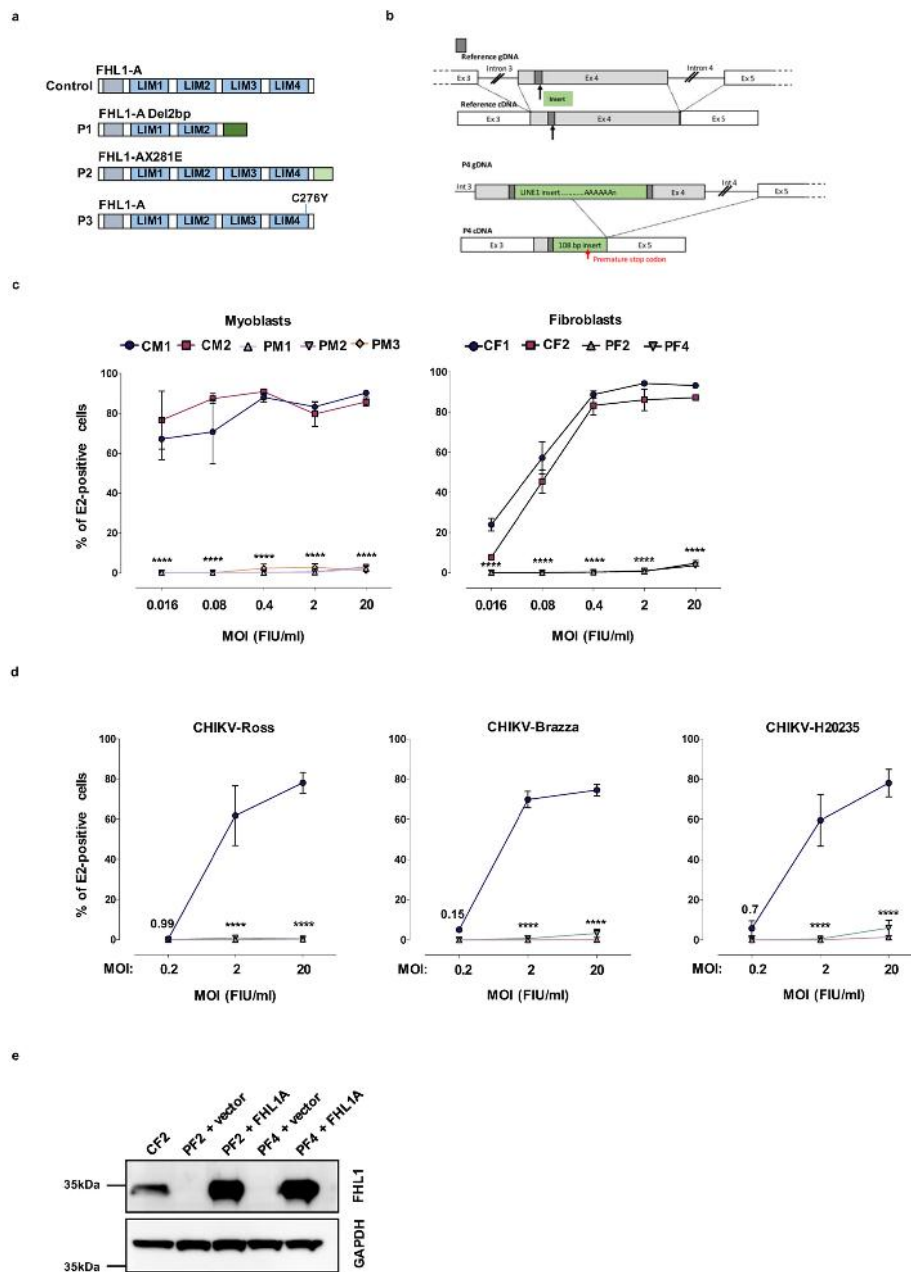 a
FHL1-A
Control
LIM1 LIM2 LIM3 LIM4
FHL1-A Del2bp
P1
LIM1 LIM2
FHL1-AX281E
P2
LIM1 LIM2 LIM3 LIM4
FHL1-A
C276Y
P3
LIM1 LIM2 LIM3 LIM4
b
Reference gDNA
Ex 3 Intron 3 Ex 4 Intron 4 Ex 5
Insert
Reference cDNA
Ex 3 Ex 4 Ex 5
P4 gDNA
Int 3 LINE1 insert............AAAAAAn Ex 4 Int 4 Ex 5
P4 cDNA
Ex 3 108 bp insert Ex 5
Premature stop codon
c
Myoblasts
CM1 CM2 PM1 PM2 PM3
% of E2-positive cells
100
80
60
40
20
0
**** **** **** **** ****
0.016 0.08 0.4 2 20
MOI (FIU/ml)
Fibroblasts
CF1 CF2 PF2 PF4
100
80
60
40
20
0
**** **** **** **** ****
0.016 0.08 0.4 2 20
MOI (FIU/ml)
d
CHIKV-Ross
% of E2-positive cells
100
80
60
40
20
0
0.99 **** ****
MOI: 0.2 2 20
MOI (FIU/ml)
CHIKV-Brazza
100
80
60
40
20
0
0.15 **** ****
MOI: 0.2 2 20
MOI (FIU/ml)
CHIKV-H20235
100
80
60
40
20
0
0.7 **** ****
MOI: 0.2 2 20
MOI (FIU/ml)
e
CF2 PF2 + vector PF2 + FHL1A PF4 + vector PF4 + FHL1A
35kDa
FHL1
GAPDH
35kDa